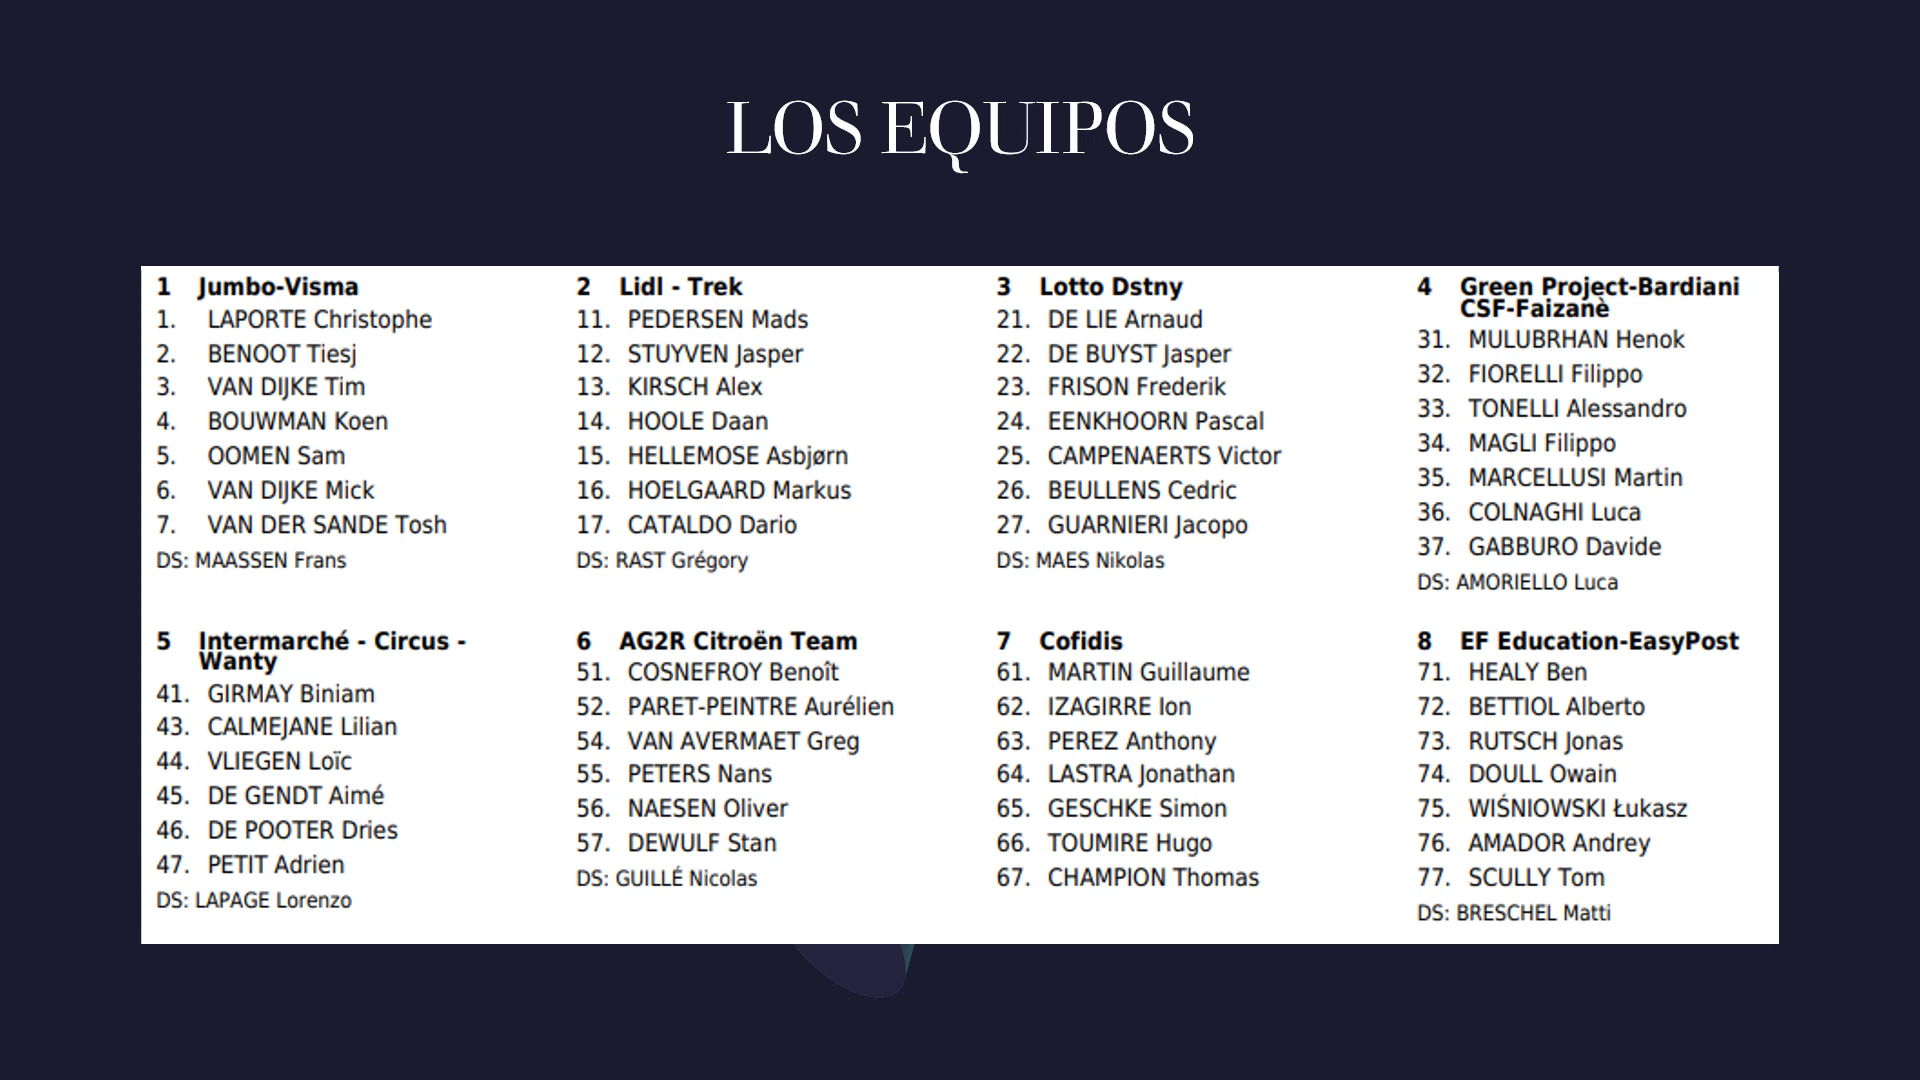 LOS EQUIPOS
1 Jumbo-Visma
1. LAPORTE Christophe
2. BENOOT Tiesj
3. VAN DIJKE Tim
4. BOUWMAN Koen
5. OOMEN Sam
6. VAN DIJKE Mick
7. VAN DER SANDE Tosh
DS: MAASSEN Frans
2 Lidl - Trek
11. PEDERSEN Mads
12. STUYVEN Jasper
13. KIRSCH Alex
14. HOOLE Daan
15. HELLEMOSE Asbjørn
16. HOELGAARD Markus
17. CATALDO Dario
DS: RAST Grégory
3 Lotto Dstny
21. DE LIE Arnaud
22. DE BUYST Jasper
23. FRISON Frederik
24. EENKHOORN Pascal
25. CAMPENAERTS Victor
26. BEULLENS Cedric
27. GUARNIERI Jacopo
DS: MAES Nikolas
4 Green Project-Bardiani
CSF-Faizanè
31. MULUBRHAN Henok
32. FIORELLI Filippo
33. TONELLI Alessandro
34. MAGLI Filippo
35. MARCELLUSI Martin
36. COLNAGHI Luca
37. GABBURO Davide
DS: AMORIELLO Luca
5 Intermarché - Circus -
Wanty
41. GIRMAY Biniam
43. CALMEJANE Lilian
44. VLIEGEN Loïc
45. DE GENDT Aimé
46. DE POOTER Dries
47. PETIT Adrien
DS: LAPAGE Lorenzo
6 AG2R Citroën Team
51. COSNEFROY Benoît
52. PARET-PEINTRE Aurélien
54. VAN AVERMAET Greg
55. PETERS Nans
56. NAESEN Oliver
57. DEWULF Stan
DS: GUILLÉ Nicolas
7 Cofidis
61. MARTIN Guillaume
62. IZAGIRRE Ion
63. PEREZ Anthony
64. LASTRA Jonathan
65. GESCHKE Simon
66. TOUMIRE Hugo
67. CHAMPION Thomas
8 EF Education-EasyPost
71. HEALY Ben
72. BETTIOL Alberto
73. RUTSCH Jonas
74. DOULL Owain
75. WIŚNIOWSKI Łukasz
76. AMADOR Andrey
77. SCULLY Tom
DS: BRESCHEL Matti